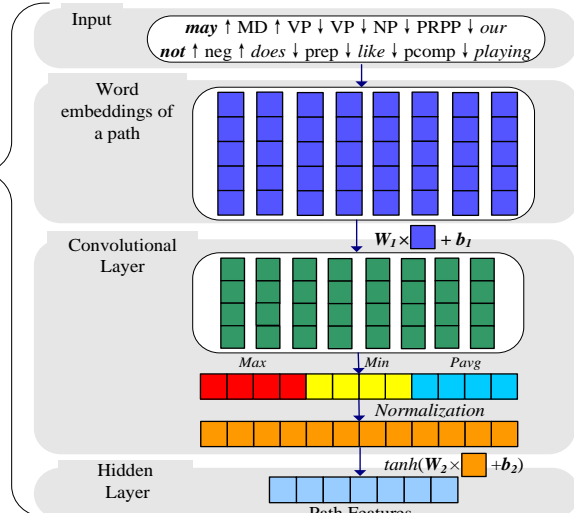 Input
may ↑ MD ↑ VP ↓ VP ↓ NP ↓ PRPP ↓ our
not ↑ neg ↑ does ↓ prep ↓ like ↓ pcomp ↓ playing
Word
embeddings of
a path
W1 × + b1
Convolutional
Layer
Max Min Pavg
Normalization
tanh(W2 × +b2)
Hidden
Layer
Path Features